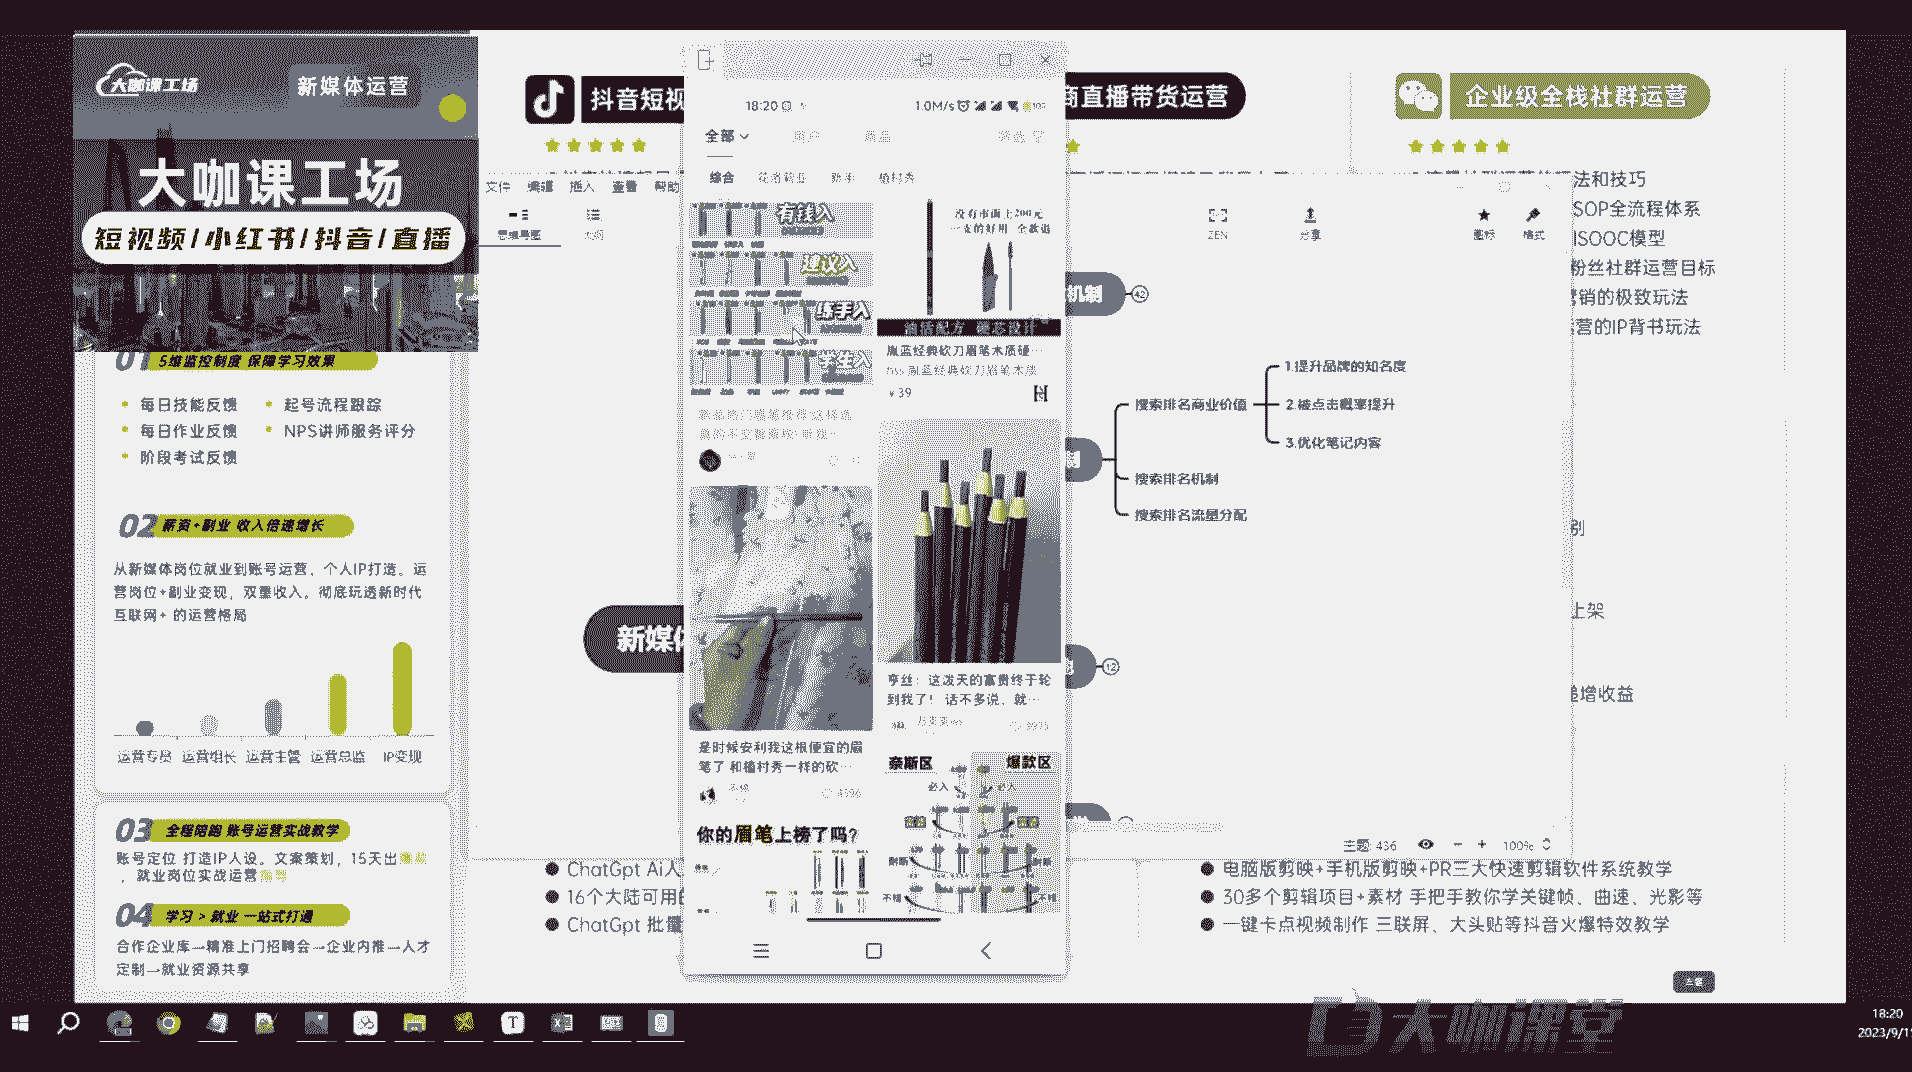 大咖课工场
新媒体运营
大咖课工场
短视频/小红书/抖音/直播
01 5维监控制度 保障学习效果
每日技能反馈
起号流程跟踪
每日作业反馈
NPS讲师服务评分
阶段考试反馈
02 薪资+副业 收入倍速增长
从新媒体岗位就业到账号运营、个人IP打造。运
营岗位+副业变现，双重收入。彻底玩透新时代
互联网+ 的运营格局
运营专员
运营组长
运营主管
运营总监
IP变现
03 全程陪跑 账号运营实战教学
账号定位 打造IP人设。文案策划，15天出
，就业岗位实战运营
04 学习 > 就业 一站式打通
合作企业库—精准上门招聘会—企业内推—人才
定制—就业资源共享
抖音短视
商直播带货运营
企业级全栈社群运营
法和技巧
SOP全流程体系
ISOOC模型
粉丝社群运营目标
营销的极致玩法
运营的IP背书玩法
别
上架
递增收益
文件
编辑
插入
查看
帮助
思维导图
大纲
ZEN
分享
图标
格式
新媒体
机制
42
制
搜索排名商业价值
1.提升品牌的知名度
2.被点击概率提升
3.优化笔记内容
搜索排名机制
搜索排名流量分配
12
主题: 436
100%
18:20
1.0M/s
全部
用户
商品
筛选
综合
新手
植村秀
有钱人
建议入
练手入
学生入
没有市面上200元
一支的好用 全款退
油活配方 硬芯设计
岚蓝经典砍刀眉笔木质硬…
¥39
是时候安利我这根便宜的眉
笔了 和植村秀一样的砍…
4396
亨丝：这泼天的富贵终于轮
到我了！ 话不多说，就…
你的眉笔上榜了吗?
奈斯区
爆款区
必入
必入
不错
不错
ChatGpt Ai人
16个大陆可用的
ChatGpt 批量
电脑版剪映+手机版剪映+PR三大快速剪辑软件系统教学
30多个剪辑项目+素材 手把手教你学关键帧、曲速、光影等
一键卡点视频制作 三联屏、大头贴等抖音火爆特效教学
大咖课堂
18:20